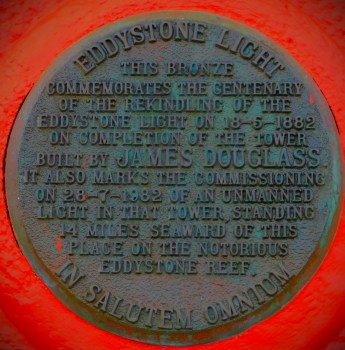 EDDYSTONE LIGHT
THIS BRONZE
COMMEMORATES THE CENTENARY
OF THE REKINDLING OF THE
EDDYSTONE LIGHT ON 18-5-1882
ON COMPLETION OF THE TOWER
BUILT BY JAMES DOUGLASS.
IT ALSO MARKS THE COMMISSIONING
ON 28-7-1982 OF AN UNMANNED
LIGHT IN THAT TOWER, STANDING
14 MILES SEAWARD OF THIS
PLACE ON THE NOTORIOUS
EDDYSTONE REEF.
IN SALUTEM OMNIUM